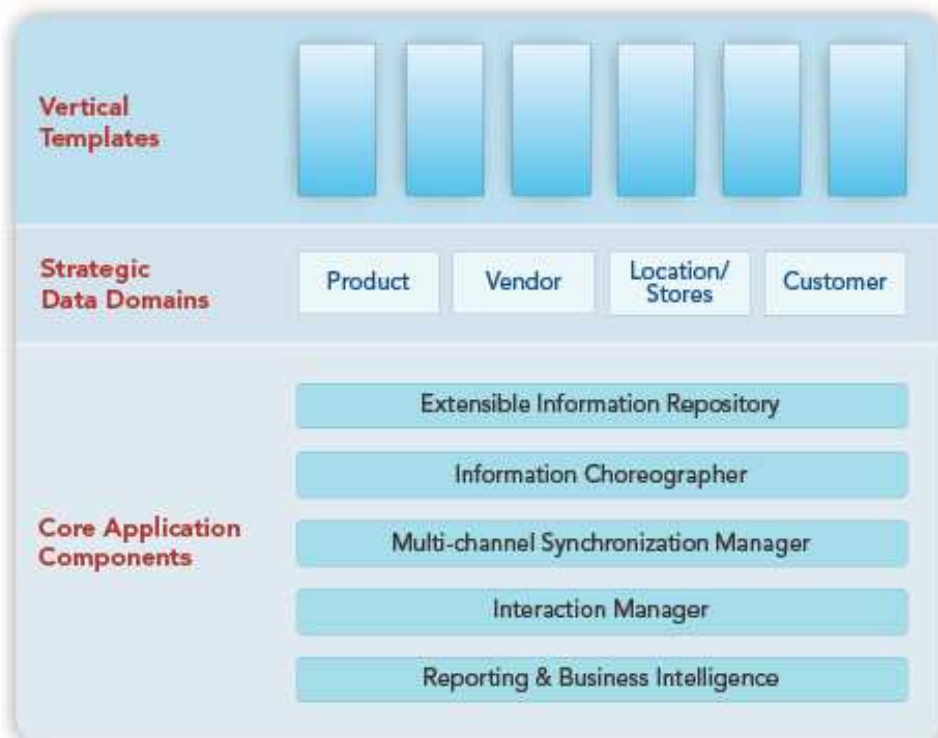 Vertical
Templates
Strategic
Data Domains
Product
Vendor
Location/
Stores
Customer
Core Application
Components
Extensible Information Repository
Information Choreographer
Multi-channel Synchronization Manager
Interaction Manager
Reporting & Business Intelligence